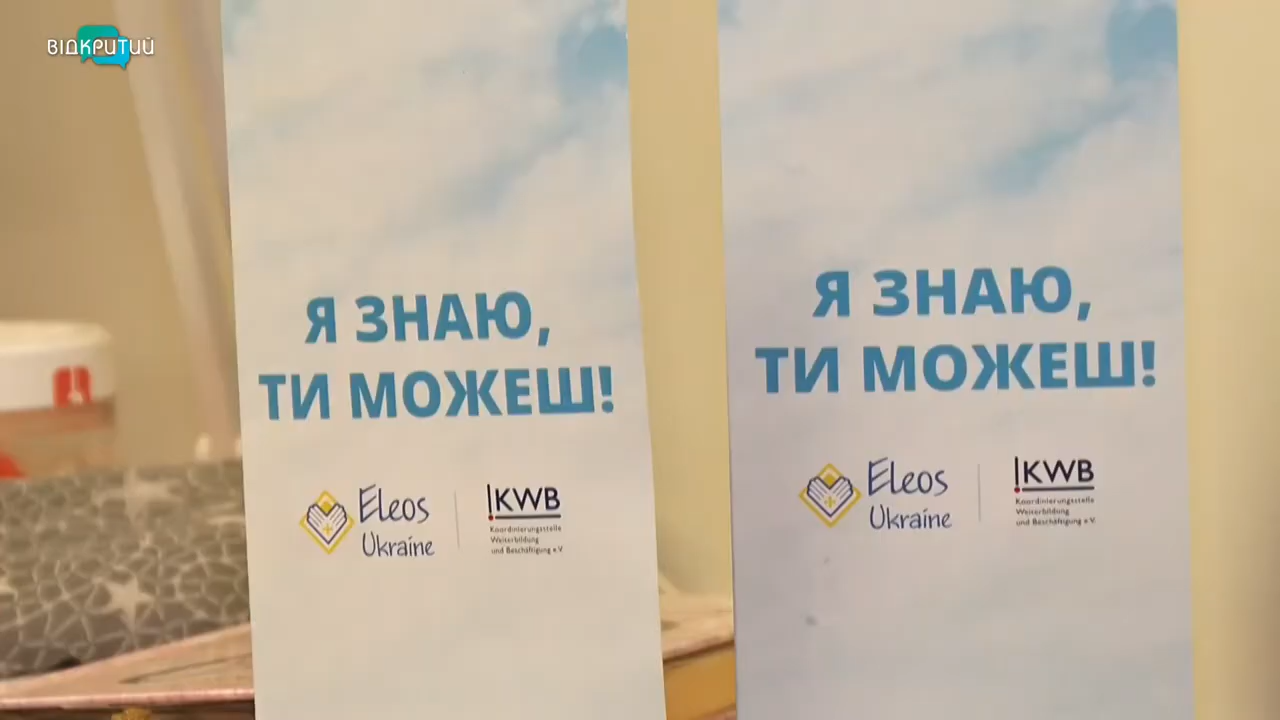 ВІДКРИТИЙ
Я ЗНАЮ,
ТИ МОЖЕШ!
Eleos
Ukraine
KWB
Koordinierungsstelle
Weiterbildung
und Beschäftigung e.V.
Я ЗНАЮ,
ТИ МОЖЕШ!
Eleos
Ukraine
KWB
Koordinierungsstelle
Weiterbildung
und Beschäftigung e.V.